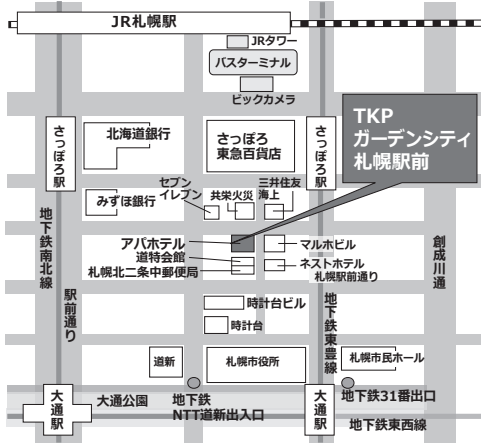 JR札幌駅
JRタワー
バスターミナル
ビックカメラ
TKP
ガーデンシティ
札幌駅前
さっぽろ駅
北海道銀行
さっぽろ
東急百貨店
さっぽろ駅
みずほ銀行
セブン
イレブン
共栄火災
三井住友
海上
地下鉄南北線
アパホテル
マルホビル
道特会館
札幌北二条中郵便局
ネストホテル
札幌駅前通り
創成川通
駅前通り
時計台ビル
時計台
地下鉄東豊線
道新
札幌市役所
札幌市民ホール
大通駅
大通公園
地下鉄
NTT道新出入口
大通駅
地下鉄31番出口
地下鉄東西線